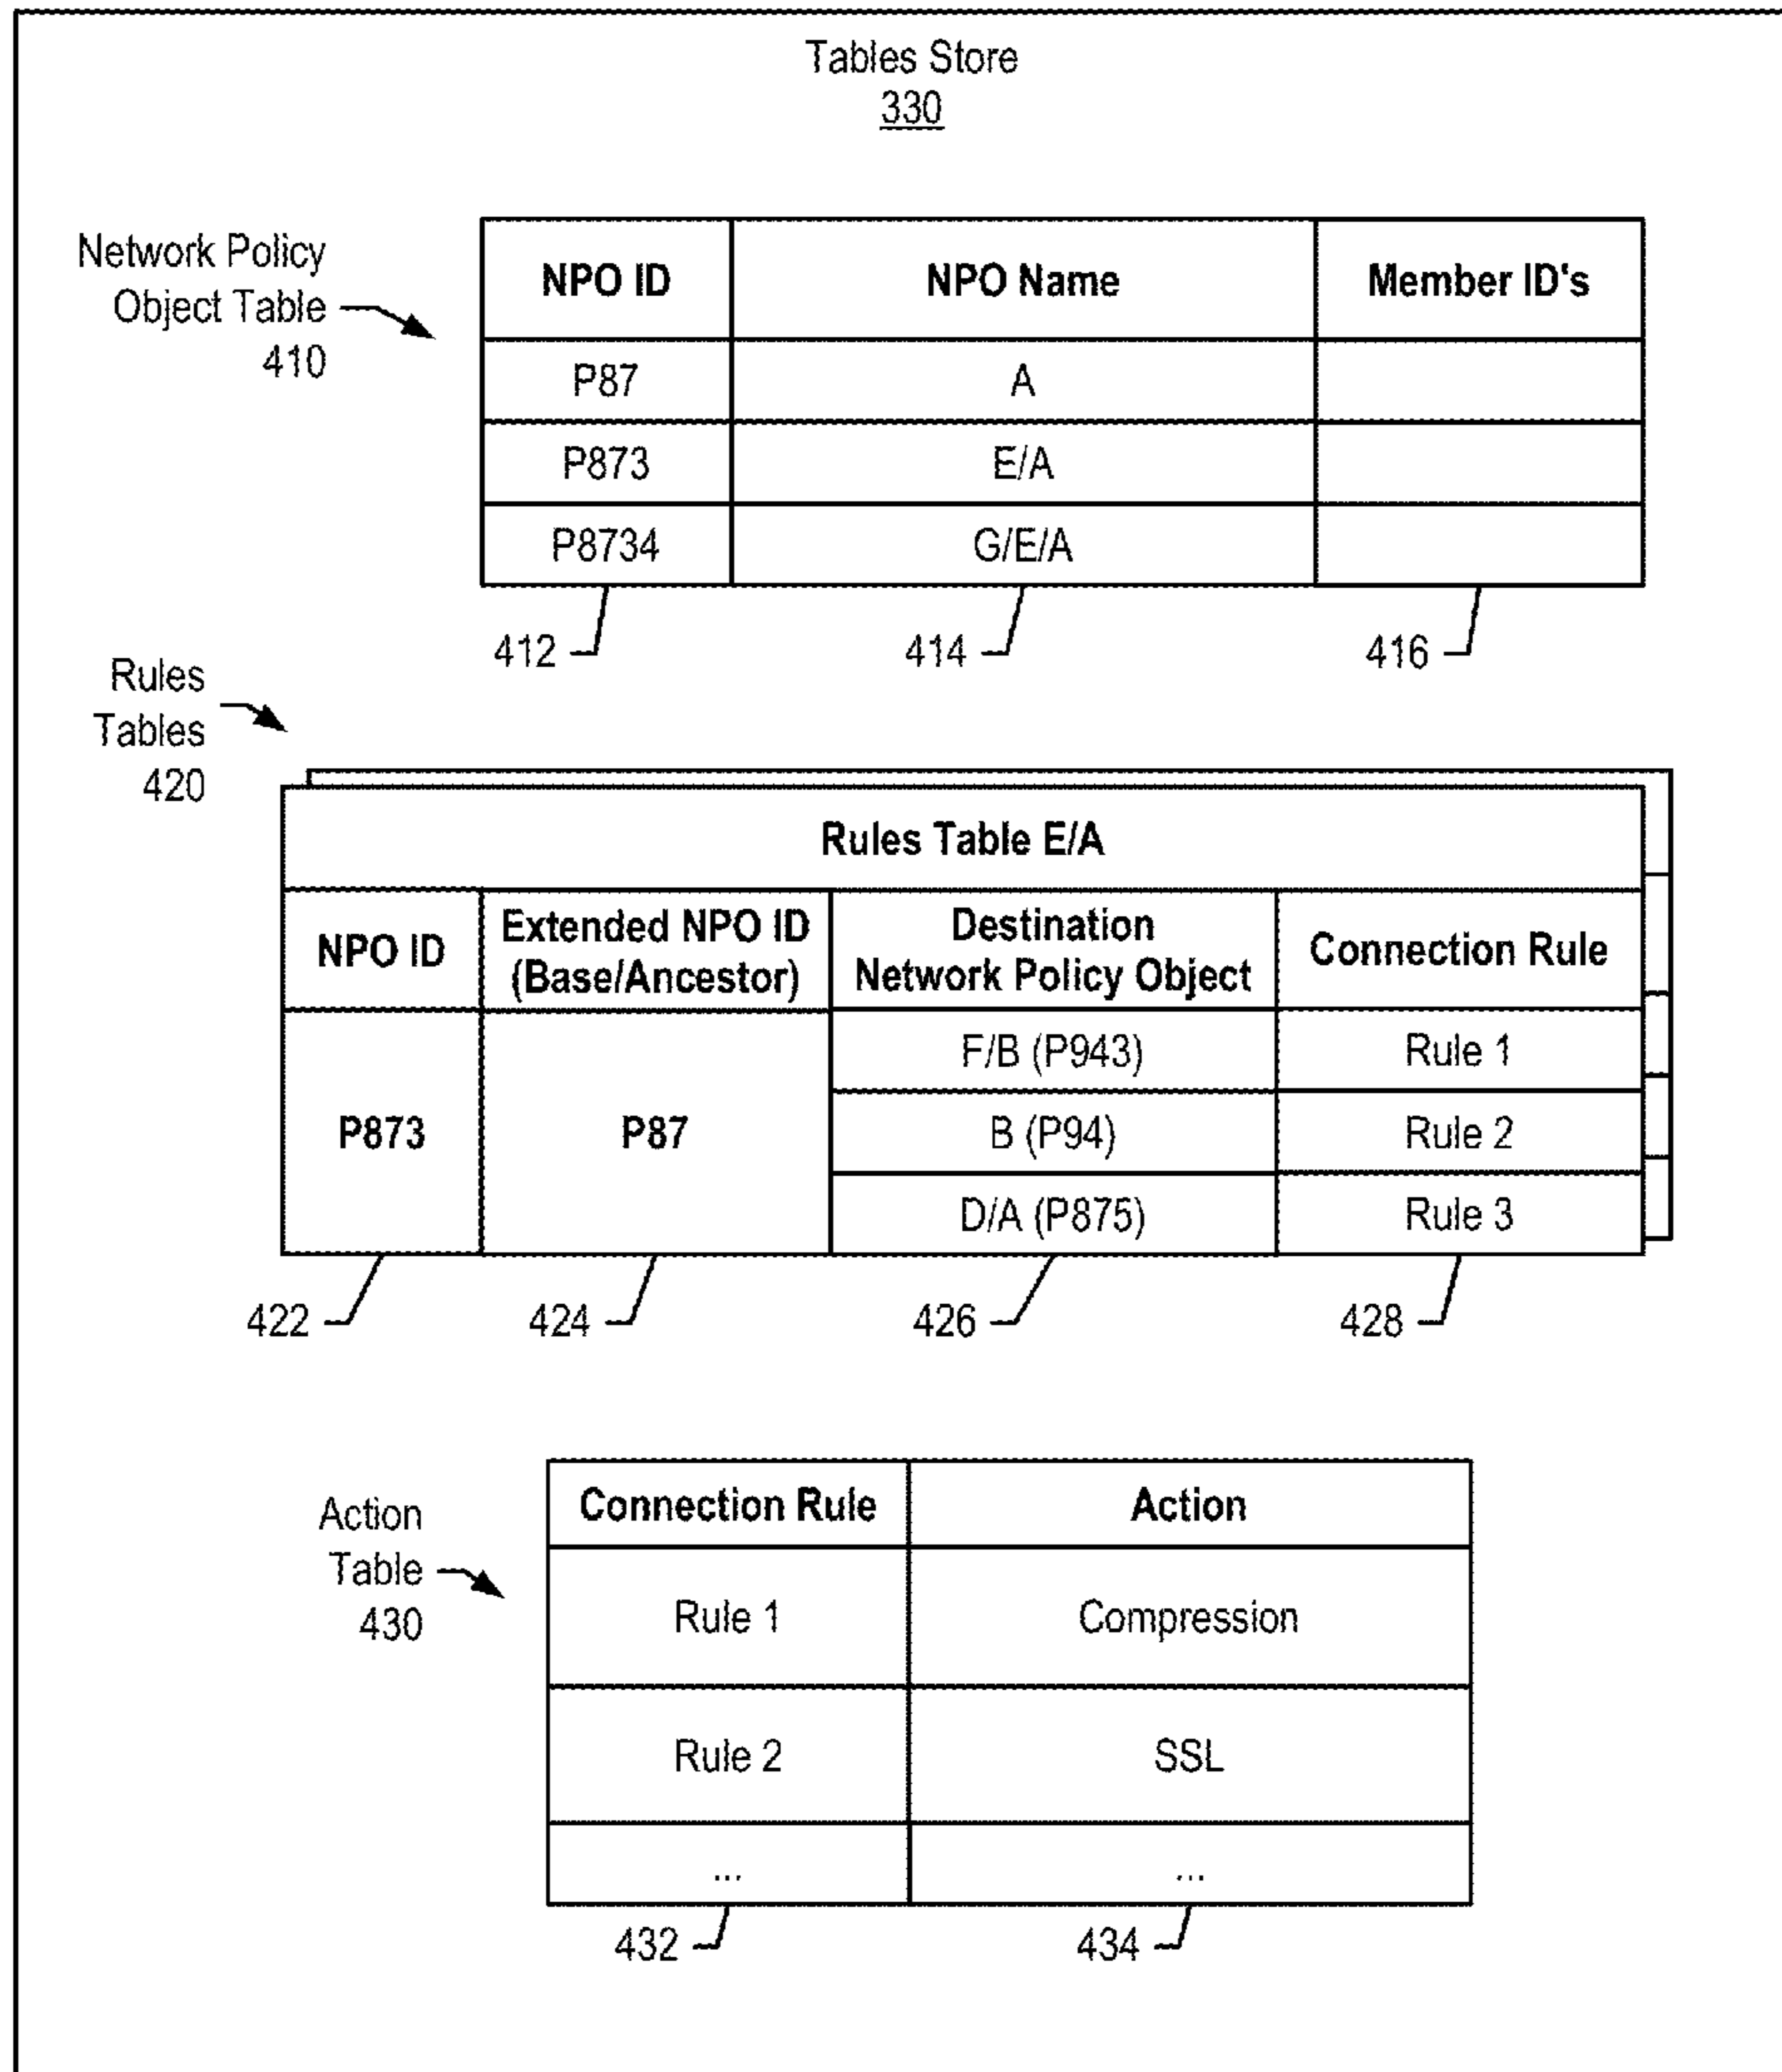 Tables Store
330
Network Policy
Object Table
410
NPO ID NPO Name Member ID's
P87 A
P873 E/A
P8734 G/E/A
412 414 416
Rules
Tables
420
Rules Table E/A
NPO ID Extended NPO ID (Base/Ancestor) Destination Network Policy Object Connection Rule
P873 P87 F/B (P943) Rule 1
B (P94) Rule 2
D/A (P875) Rule 3
422 424 426 428
Action
Table
430
Connection Rule Action
Rule 1 Compression
Rule 2 SSL
... ...
432 434